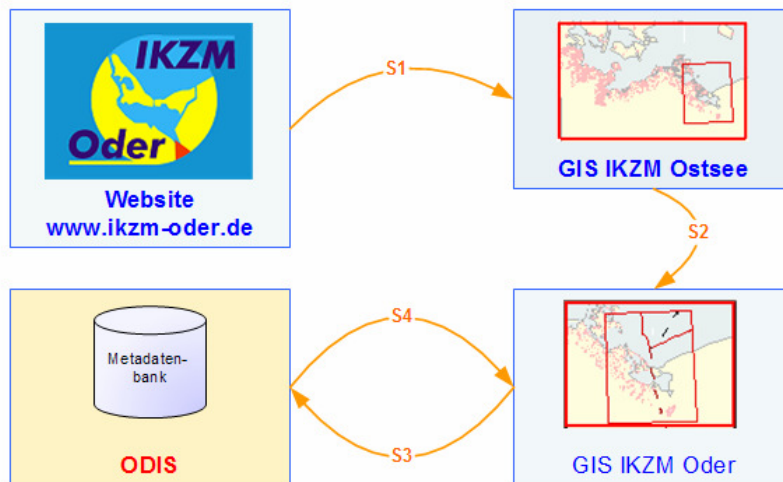 IKZM
Oder
Website
www.ikzm-oder.de
S1
GIS IKZM Ostsee
S2
Metadaten-
bank
ODIS
S4
S3
GIS IKZM Oder